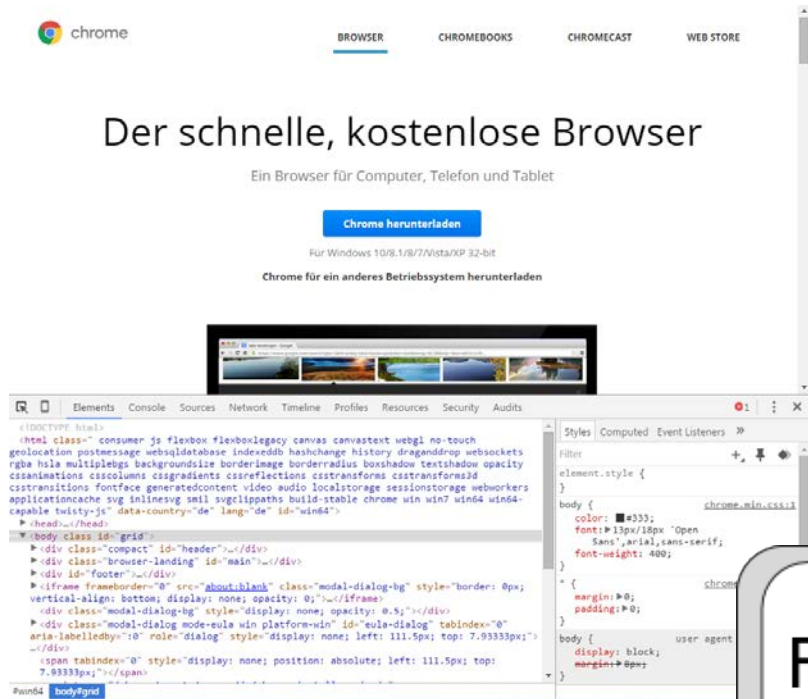 chrome
BROWSER CHROMEBOOKS CHROMECAST WEB STORE
Der schnelle, kostenlose Browser
Ein Browser für Computer, Telefon und Tablet
Chrome herunterladen
Für Windows 10/8.1/8/7/Vista/XP 32-bit
Chrome für ein anderes Betriebssystem herunterladen
Elements Console Sources Network Timeline Profiles Resources Security Audits 1
<!DOCTYPE html>
<html class=" consumer js flexbox flexboxlegacy canvas canvastext webgl no-touch
geolocation postmessage websqldatabase indexeddb hashchange history draganddrop websockets
rgba hsla multiplebgs backgroundsize borderimage borderradius boxshadow textshadow opacity
cssanimations csscolumns cssgradients cssreflections csstransforms csstransforms3d
csstransitions fontface generatedcontent video audio localstorage sessionstorage webworkers
applicationcache svg inlinesvg smil svgclippaths build-stable chrome win win7 win64 win64-
capable twisty-js" data-country="de" lang="de" id="win64">
<head>…</head>
<body class id="grid">
<div class="compact" id="header">…</div>
<div class="browser-landing" id="main">…</div>
<div id="footer">…</div>
<iframe frameborder="0" src="about:blank" class="modal-dialog-bg" style="border: 0px;
vertical-align: bottom; display: none; opacity: 0;">…</iframe>
<div class="modal-dialog-bg" style="display: none; opacity: 0.5;"></div>
<div class="modal-dialog mode-eula win platform-win" id="eula-dialog" tabindex="0"
aria-labelledby=":0" role="dialog" style="display: none; left: 111.5px; top: 7.93333px;">
…</div>
<span tabindex="0" style="display: none; position: absolute; left: 111.5px; top:
7.93333px;"></span>
#win64 body#grid
Styles Computed Event Listeners »
Filter
element.style {
}
body { chrome.min.css:1
color: #333;
font: 13px/18px 'Open
Sans',arial,sans-serif;
font-weight: 400;
}
* { chrome
margin: 0;
padding: 0;
}
body { user agent
display: block;
margin: 8px;
}